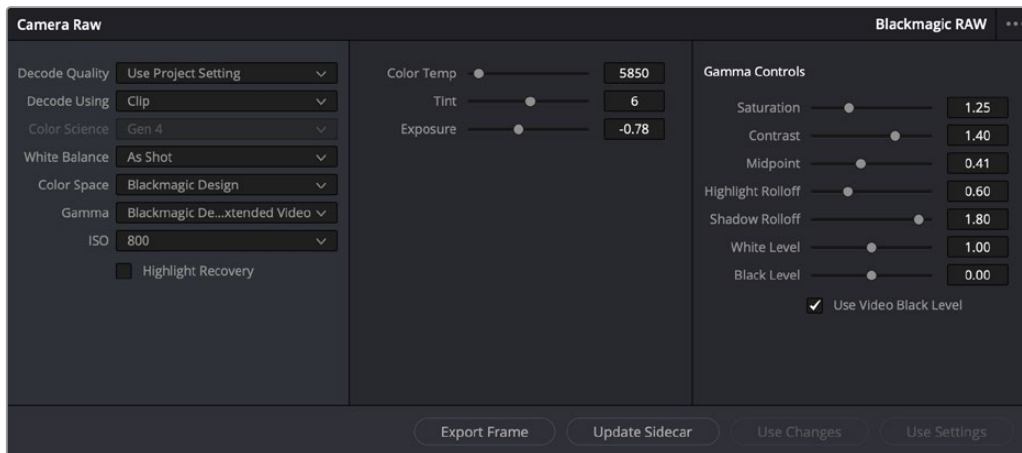 Camera Raw
Blackmagic RAW
Decode Quality Use Project Setting
Decode Using Clip
Color Science Gen 4
White Balance As Shot
Color Space Blackmagic Design
Gamma Blackmagic De...xtended Video
ISO 800
Highlight Recovery
Color Temp 5850
Tint 6
Exposure -0.78
Gamma Controls
Saturation 1.25
Contrast 1.40
Midpoint 0.41
Highlight Rolloff 0.60
Shadow Rolloff 1.80
White Level 1.00
Black Level 0.00
Use Video Black Level
Export Frame Update Sidecar Use Changes Use Settings